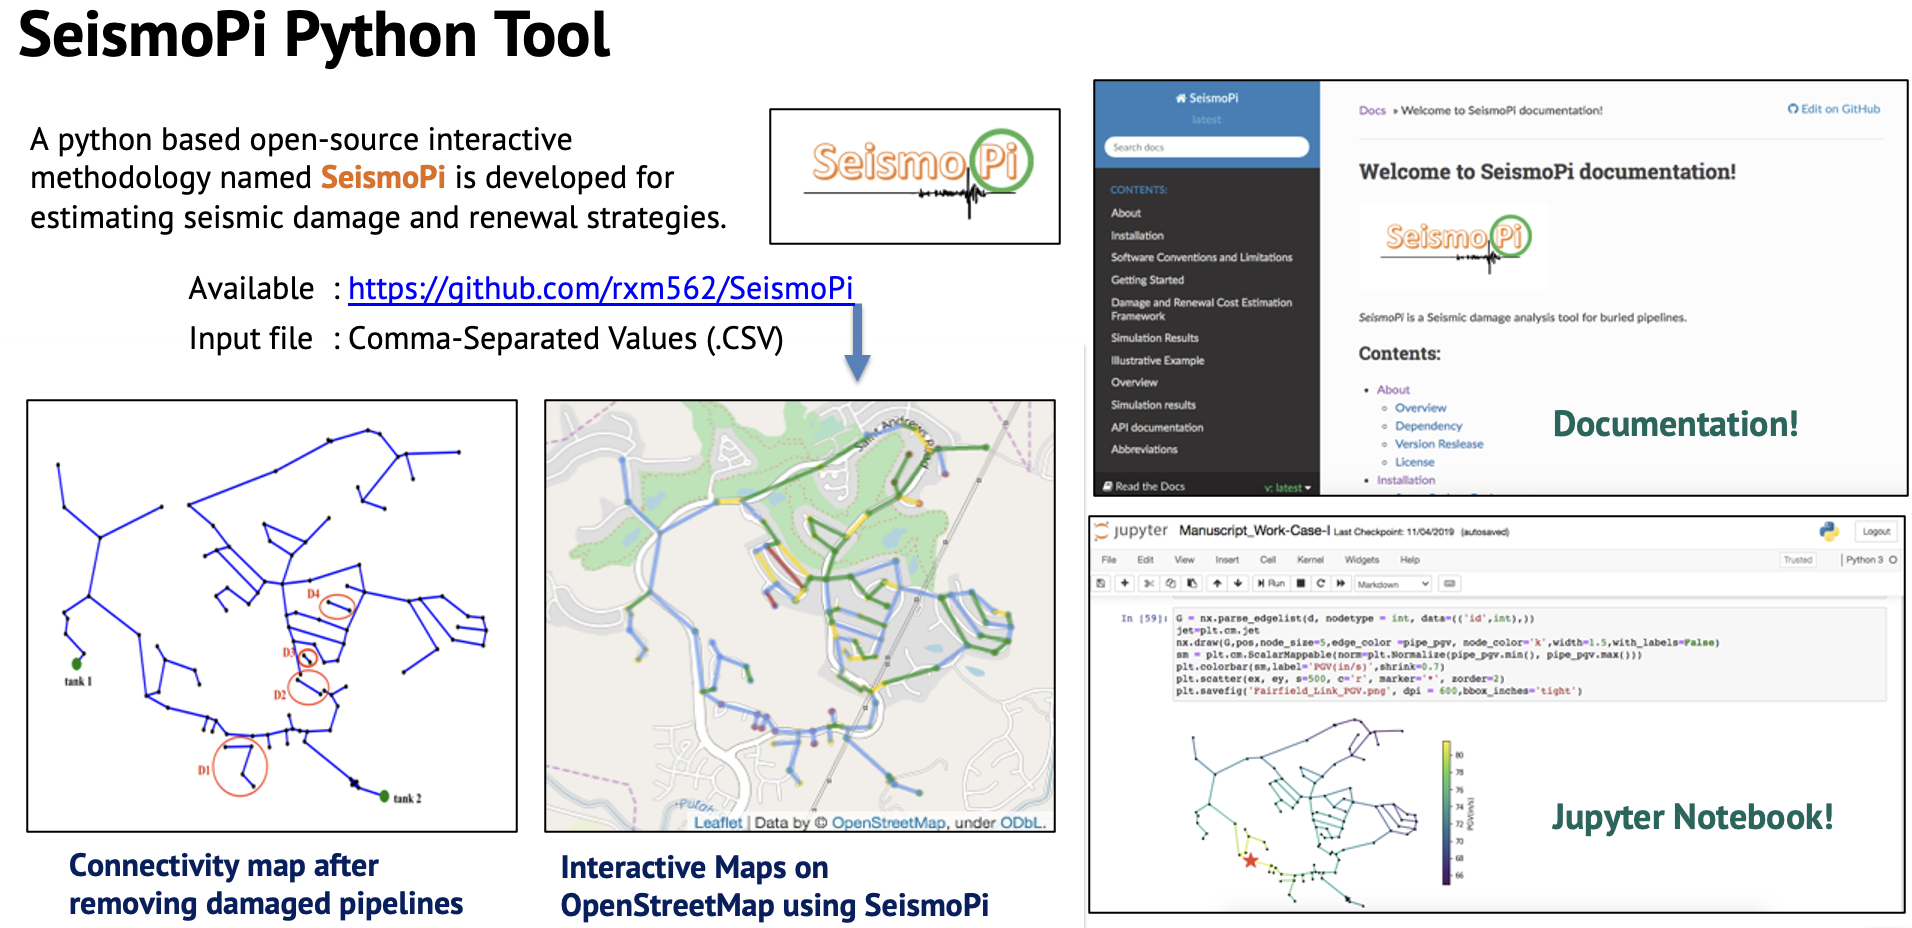 SeismoPi Python Tool
A python based open-source interactive
methodology named SeismoPi is developed for
estimating seismic damage and renewal strategies.
SeismoPi
Available : https://github.com/rxm562/SeismoPi
Input file : Comma-Separated Values (.CSV)
D4
D3
D2
D1
tank 1
tank 2
Connectivity map after
removing damaged pipelines
Saint Andrews
Leaflet | Data by © OpenStreetMap, under ODbL.
Interactive Maps on
OpenStreetMap using SeismoPi
SeismoPi
latest
Search docs
CONTENTS:
About
Installation
Software Conventions and Limitations
Getting Started
Damage and Renewal Cost Estimation
Framework
Simulation Results
Illustrative Example
Overview
Simulation results
API documentation
Abbreviations
Read the Docs
v: latest
Docs » Welcome to SeismoPi documentation!
Edit on GitHub
Welcome to SeismoPi documentation!
SeismoPi
SeismoPi is a Seismic damage analysis tool for buried pipelines.
Contents:
About
Overview
Dependency
Version Reslease
License
Installation
Documentation!
jupyter Manuscript_Work-Case-I Last Checkpoint: 11/04/2019 (autosaved)
Logout
File Edit View Insert Cell Kernel Widgets Help
Trusted
Python 3
Run
Markdown
In [59]: G = nx.parse_edgelist(d, nodetype = int, data=(('id',int),))
jet=plt.cm.jet
nx.draw(G,pos,node_size=5,edge_color =pipe_pgv, node_color='k',width=1.5,with_labels=False)
sm = plt.cm.ScalarMappable(norm=plt.Normalize(pipe_pgv.min(), pipe_pgv.max()))
plt.colorbar(sm,label='PGV(in/s)',shrink=0.7)
plt.scatter(ex, ey, s=500, c='r', marker='*', zorder=2)
plt.savefig('Fairfield_Link_PGV.png', dpi = 600,bbox_inches='tight')
80
78
76
74
72
70
68
66
PGV(in/s)
Jupyter Notebook!